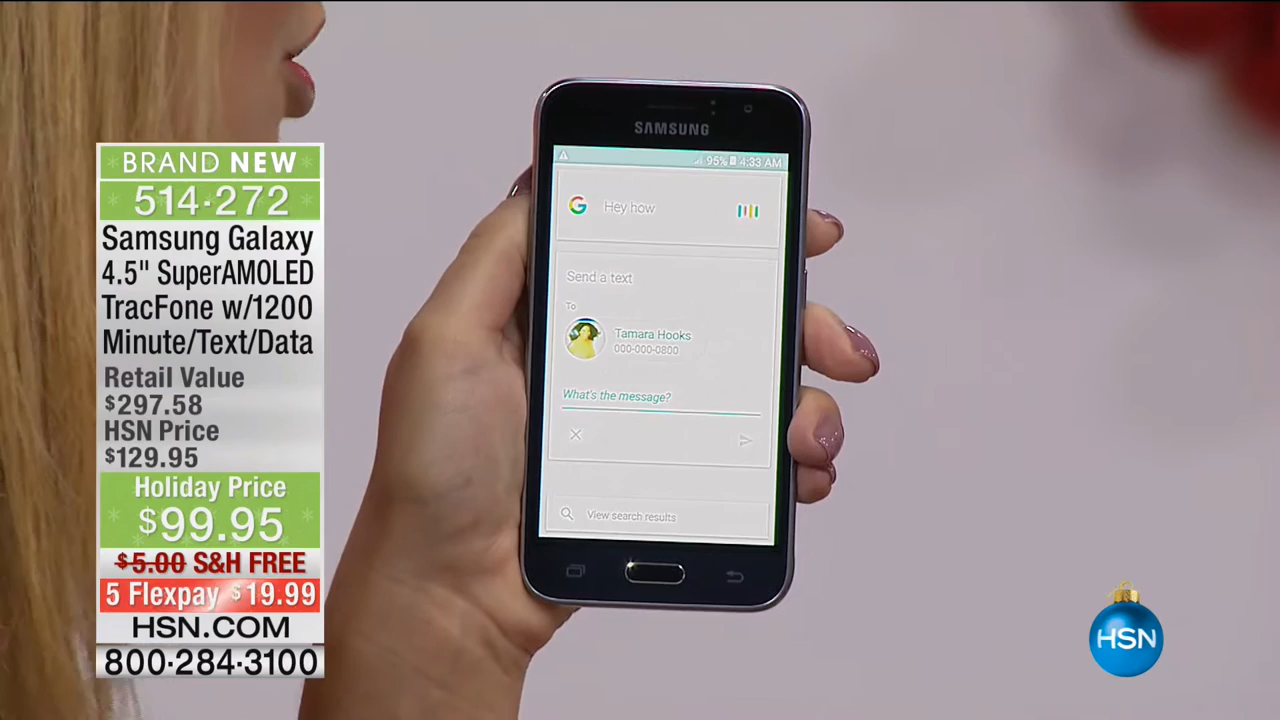 BRAND NEW
514-272
Samsung Galaxy
4.5" SuperAMOLED
TracFone w/1200
Minute/Text/Data
Retail Value
$297.58
HSN Price
$129.95
Holiday Price
$99.95
$5.00 S&H FREE
5 Flexpay $19.99
HSN.COM
800-284-3100
SAMSUNG
95% 4:33 AM
G Hey how
Send a text
To
Tamara Hooks
000-000-0800
What's the message?
View search results
HSN